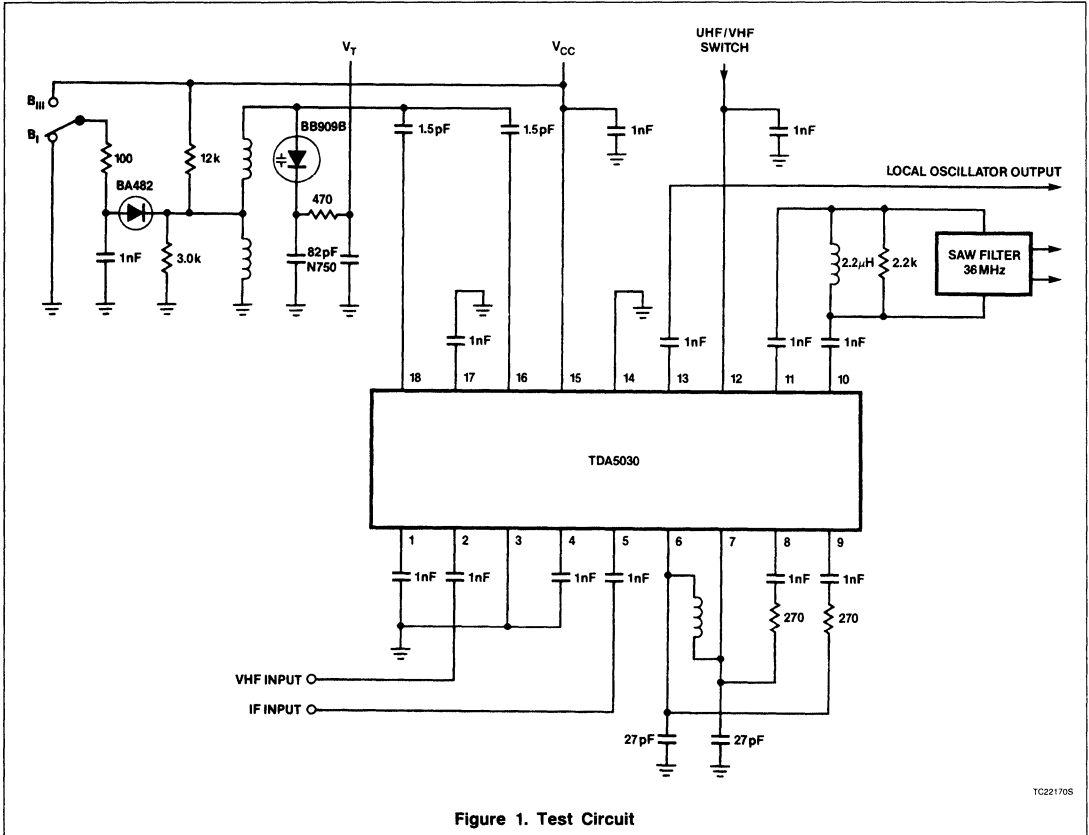 UHF/VHF
SWITCH
V_T
V_CC
B_III
B_I
100
12k
BB909B
1.5pF
1.5pF
1nF
1nF
BA482
470
LOCAL OSCILLATOR OUTPUT
1nF
3.0k
82pF
N750
2.2µH
2.2k
SAW FILTER
36 MHz
1nF
1nF
1nF
1nF
18
17
16
15
14
13
12
11
10
TDA5030
1
2
3
4
5
6
7
8
9
1nF
1nF
1nF
1nF
1nF
1nF
270
270
VHF INPUT
IF INPUT
27pF
27pF
TC22170S
Figure 1. Test Circuit